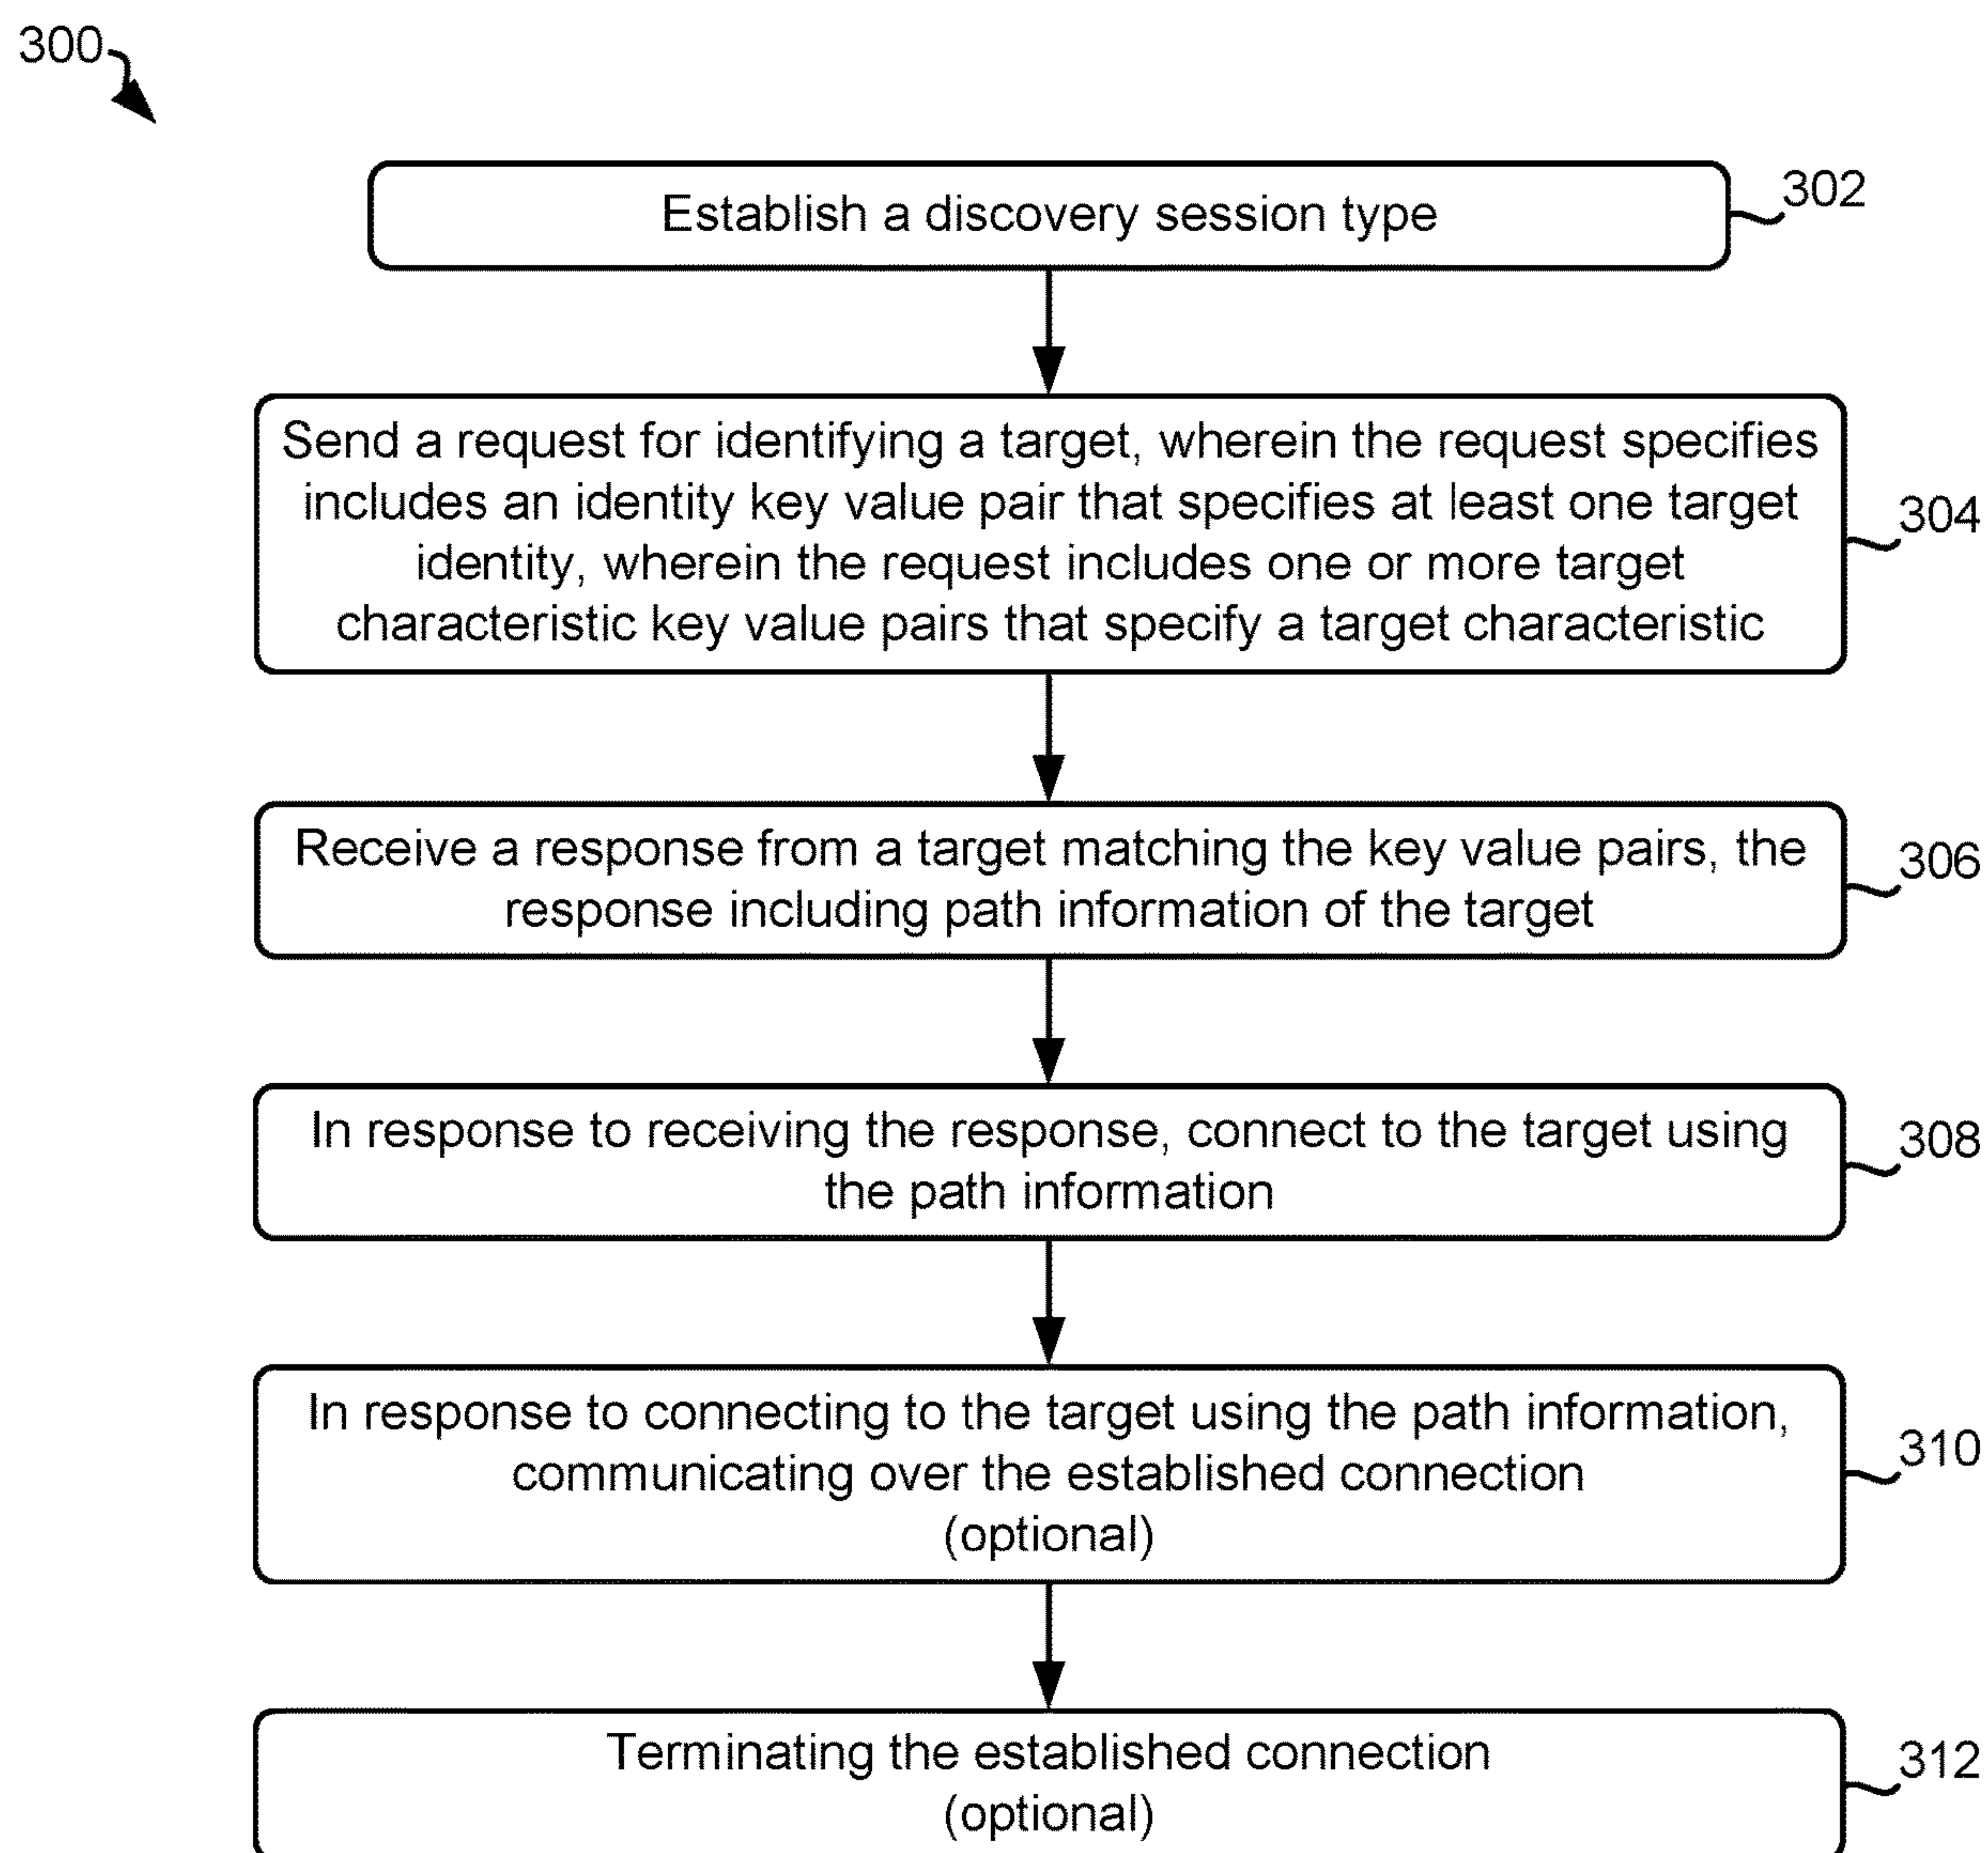 300
Establish a discovery session type
302
Send a request for identifying a target, wherein the request specifies
includes an identity key value pair that specifies at least one target
identity, wherein the request includes one or more target
characteristic key value pairs that specify a target characteristic
304
Receive a response from a target matching the key value pairs, the
response including path information of the target
306
In response to receiving the response, connect to the target using
the path information
308
In response to connecting to the target using the path information,
communicating over the established connection
(optional)
310
Terminating the established connection
(optional)
312